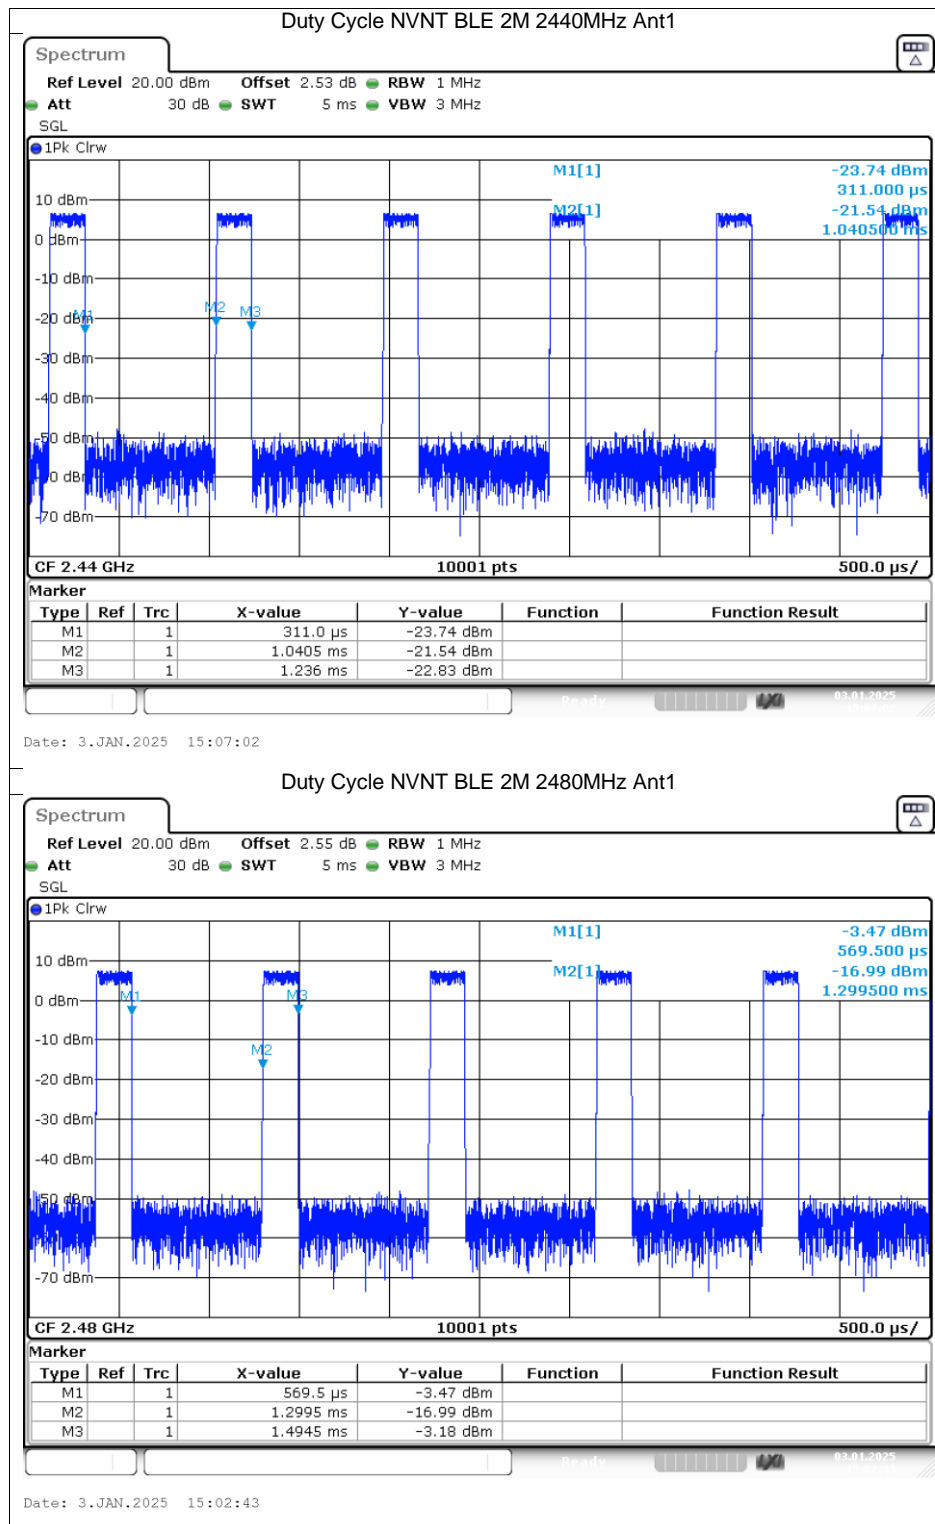 Duty Cycle NVNT BLE 2M 2440MHz Ant1
Spectrum
Ref Level 20.00 dBm Offset 2.53 dB RBW 1 MHz
Att 30 dB SWT 5 ms VBW 3 MHz
SGL
1Pk Clrw
M1[1] -23.74 dBm
311.000 µs
M2[1] -21.54 dBm
1.040500 ms
10 dBm
0 dBm
-10 dBm
-20 dBm
-30 dBm
-40 dBm
-50 dBm
-70 dBm
M1
M2
M3
CF 2.44 GHz 10001 pts 500.0 µs/
Marker
Type Ref Trc X-value Y-value Function Function Result
M1 1 311.0 µs -23.74 dBm
M2 1 1.0405 ms -21.54 dBm
M3 1 1.236 ms -22.83 dBm
Ready LXI 03.01.2025
Date: 3.JAN.2025 15:07:02
Duty Cycle NVNT BLE 2M 2480MHz Ant1
Spectrum
Ref Level 20.00 dBm Offset 2.55 dB RBW 1 MHz
Att 30 dB SWT 5 ms VBW 3 MHz
SGL
1Pk Clrw
M1[1] -3.47 dBm
569.500 µs
M2[1] -16.99 dBm
1.299500 ms
10 dBm
M1
M3
0 dBm
-10 dBm
M2
-20 dBm
-30 dBm
-40 dBm
-50 dBm
-70 dBm
CF 2.48 GHz 10001 pts 500.0 µs/
Marker
Type Ref Trc X-value Y-value Function Function Result
M1 1 569.5 µs -3.47 dBm
M2 1 1.2995 ms -16.99 dBm
M3 1 1.4945 ms -3.18 dBm
Ready LXI 03.01.2025
Date: 3.JAN.2025 15:02:43